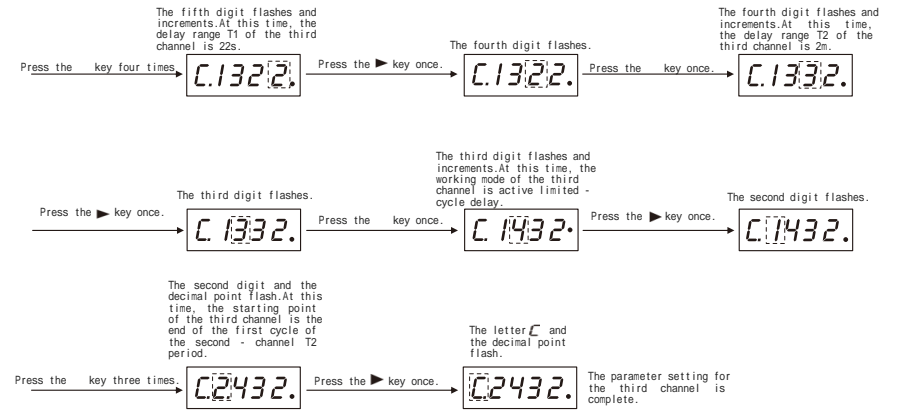 The fifth digit flashes and
increments.At this time, the
delay range T1 of the third
channel is 22s.
Press the key four times.
C.1322.
Press the ▶ key once.
The fourth digit flashes.
C.1322.
Press the key once.
The fourth digit flashes and
increments.At this time,
the delay range T2 of the
third channel is 2m.
C.1332.
Press the ▶ key once.
The third digit flashes.
C.1332.
Press the key once.
The third digit flashes and
increments.At this time, the
working mode of the third
channel is active limited -
cycle delay.
C.1432.
Press the ▶ key once.
The second digit flashes.
C.1432.
Press the key three times.
The second digit and the
decimal point flash.At this
time, the starting point
of the third channel is the
end of the first cycle of
the second - channel T2
period.
C.2.432.
Press the ▶ key once.
The letter C and
the decimal point
flash.
C.2432.
The parameter setting for
the third channel is
complete.